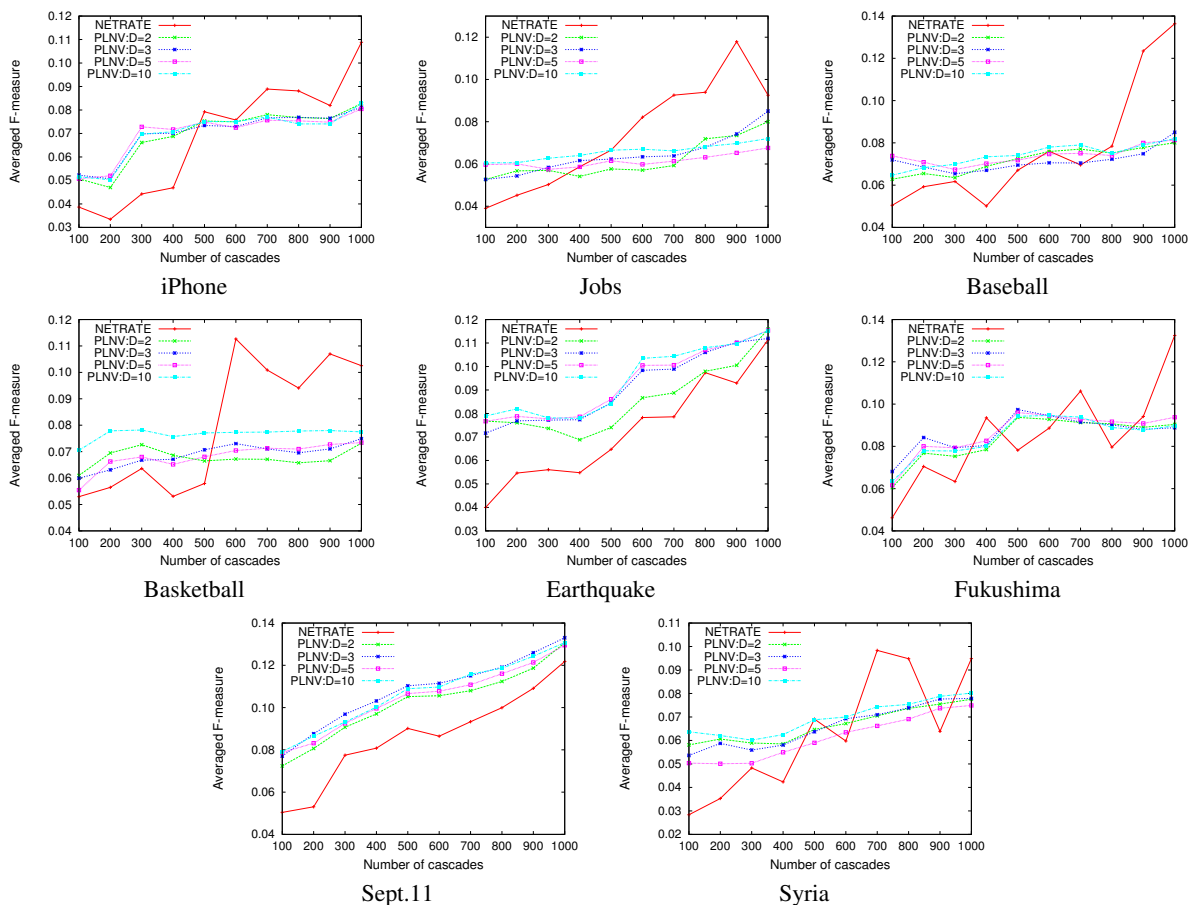 0.12
0.11
0.10
0.09
0.08
0.07
0.06
0.05
0.04
0.03
100 200 300 400 500 600 700 800 900 1000
Averaged F-measure
Number of cascades
NETRATE
PLNV:D=2
PLNV:D=3
PLNV:D=5
PLNV:D=10
iPhone
0.12
0.10
0.08
0.06
0.04
100 200 300 400 500 600 700 800 900 1000
Averaged F-measure
Number of cascades
NETRATE
PLNV:D=2
PLNV:D=3
PLNV:D=5
PLNV:D=10
Jobs
0.14
0.12
0.10
0.08
0.06
0.04
100 200 300 400 500 600 700 800 900 1000
Averaged F-measure
Number of cascades
NETRATE
PLNV:D=2
PLNV:D=3
PLNV:D=5
PLNV:D=10
Baseball
0.12
0.11
0.10
0.09
0.08
0.07
0.06
0.05
0.04
100 200 300 400 500 600 700 800 900 1000
Averaged F-measure
Number of cascades
NETRATE
PLNV:D=2
PLNV:D=3
PLNV:D=5
PLNV:D=10
Basketball
0.12
0.11
0.10
0.09
0.08
0.07
0.06
0.05
0.04
0.03
100 200 300 400 500 600 700 800 900 1000
Averaged F-measure
Number of cascades
NETRATE
PLNV:D=2
PLNV:D=3
PLNV:D=5
PLNV:D=10
Earthquake
0.14
0.12
0.10
0.08
0.06
0.04
100 200 300 400 500 600 700 800 900 1000
Averaged F-measure
Number of cascades
NETRATE
PLNV:D=2
PLNV:D=3
PLNV:D=5
PLNV:D=10
Fukushima
0.14
0.12
0.10
0.08
0.06
0.04
100 200 300 400 500 600 700 800 900 1000
Averaged F-measure
Number of cascades
NETRATE
PLNV:D=2
PLNV:D=3
PLNV:D=5
PLNV:D=10
Sept.11
0.11
0.10
0.09
0.08
0.07
0.06
0.05
0.04
0.03
0.02
100 200 300 400 500 600 700 800 900 1000
Averaged F-measure
Number of cascades
NETRATE
PLNV:D=2
PLNV:D=3
PLNV:D=5
PLNV:D=10
Syria